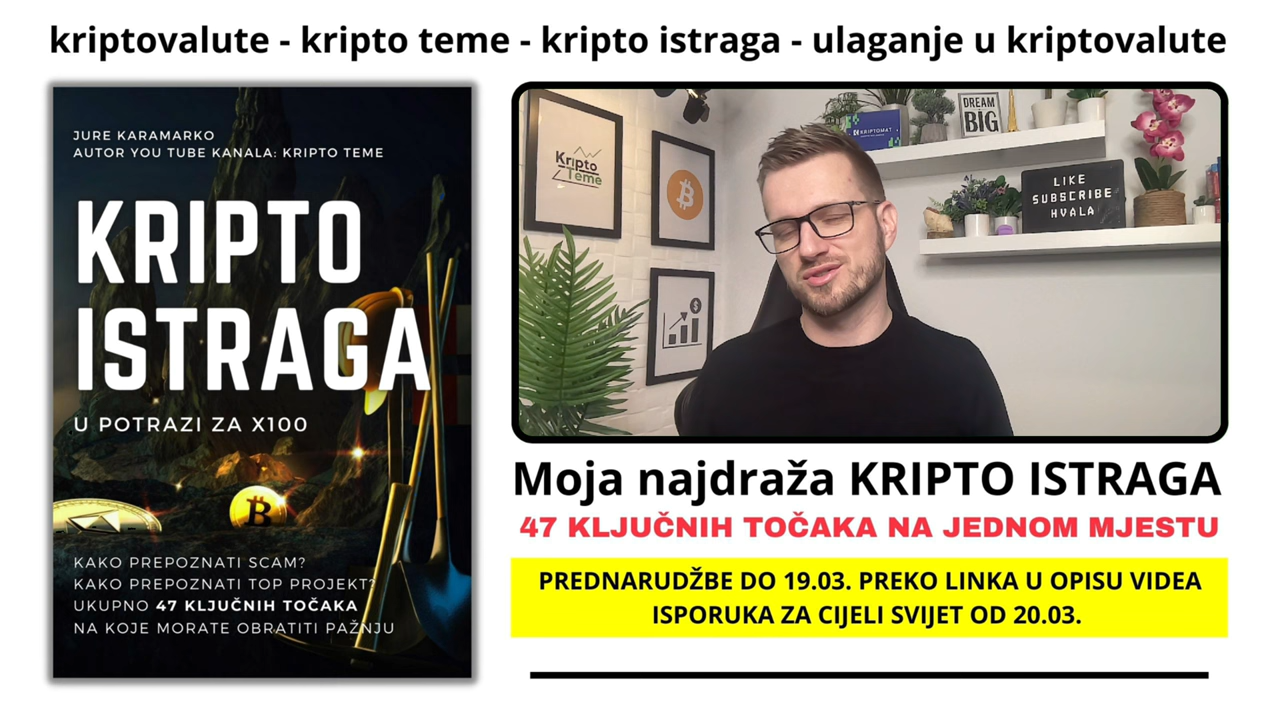 kriptovalute - kripto teme - kripto istraga - ulaganje u kriptovalute
JURE KARAMARKO
AUTOR YOU TUBE KANALA: KRIPTO TEME
KRIPTO
ISTRAGA
U POTRAZI ZA X100
KAKO PREPOZNATI SCAM?
KAKO PREPOZNATI TOP PROJEKT?
UKUPNO 47 KLJUČNIH TOČAKA
NA KOJE MORATE OBRATITI PAŽNJU
Kripto
Teme
KRIPTOMAT
DREAM
BIG
LIKE
SUBSCRIBE
HVALA
Moja najdraža KRIPTO ISTRAGA
47 KLJUČNIH TOČAKA NA JEDNOM MJESTU
PREDNARUDŽBE DO 19.03. PREKO LINKA U OPISU VIDEA
ISPORUKA ZA CIJELI SVIJET OD 20.03.